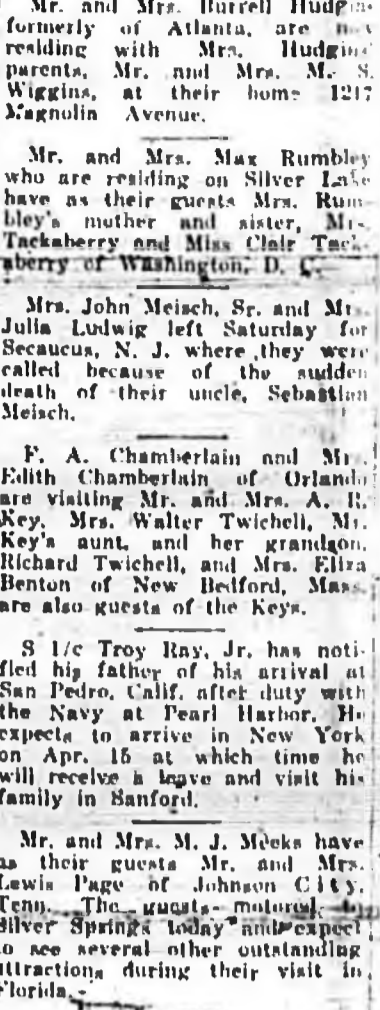 Mr. and Mrs. Burrell Hudgins
formerly of Atlanta, are now
residing with Mrs. Hudgins'
parents, Mr. and Mrs. M. S.
Wiggins, at their home 1217
Magnolin Avenue.
Mr. and Mrs. Max Rumbley
who are residing on Silver Lake
have as their guests Mrs. Rum-
bley's mother and sister, Mrs.
Tackaberry and Miss Clair Tack-
aberry of Washington, D. C.
Mrs. John Meisch, Sr. and Mrs.
Julia Ludwig left Saturday for
Secaucus, N. J. where they were
called because of the sudden
death of their uncle, Sebastian
Meisch.
F. A. Chamberlain and Mrs.
Edith Chamberlain of Orlando
are visiting Mr. and Mrs. A. R.
Key. Mrs. Walter Twichell, Mr.
Key's aunt, and her grandson,
Richard Twichell, and Mrs. Eliza
Benton of New Bedford, Mass.
are also guests of the Keys.
S 1/c Troy Ray, Jr. has noti-
fied his father of his arrival at
San Pedro, Calif. after duty with
the Navy at Pearl Harbor. He
expects to arrive in New York
on Apr. 15 at which time he
will receive a leave and visit his
family in Sanford.
Mr. and Mrs. M. J. Meeks have
as their guests Mr. and Mrs.
Lewis Page of Johnson City,
Tenn. The guests motored to
Silver Springs today and expect
to see several other outstanding
attractions during their visit in
Florida.